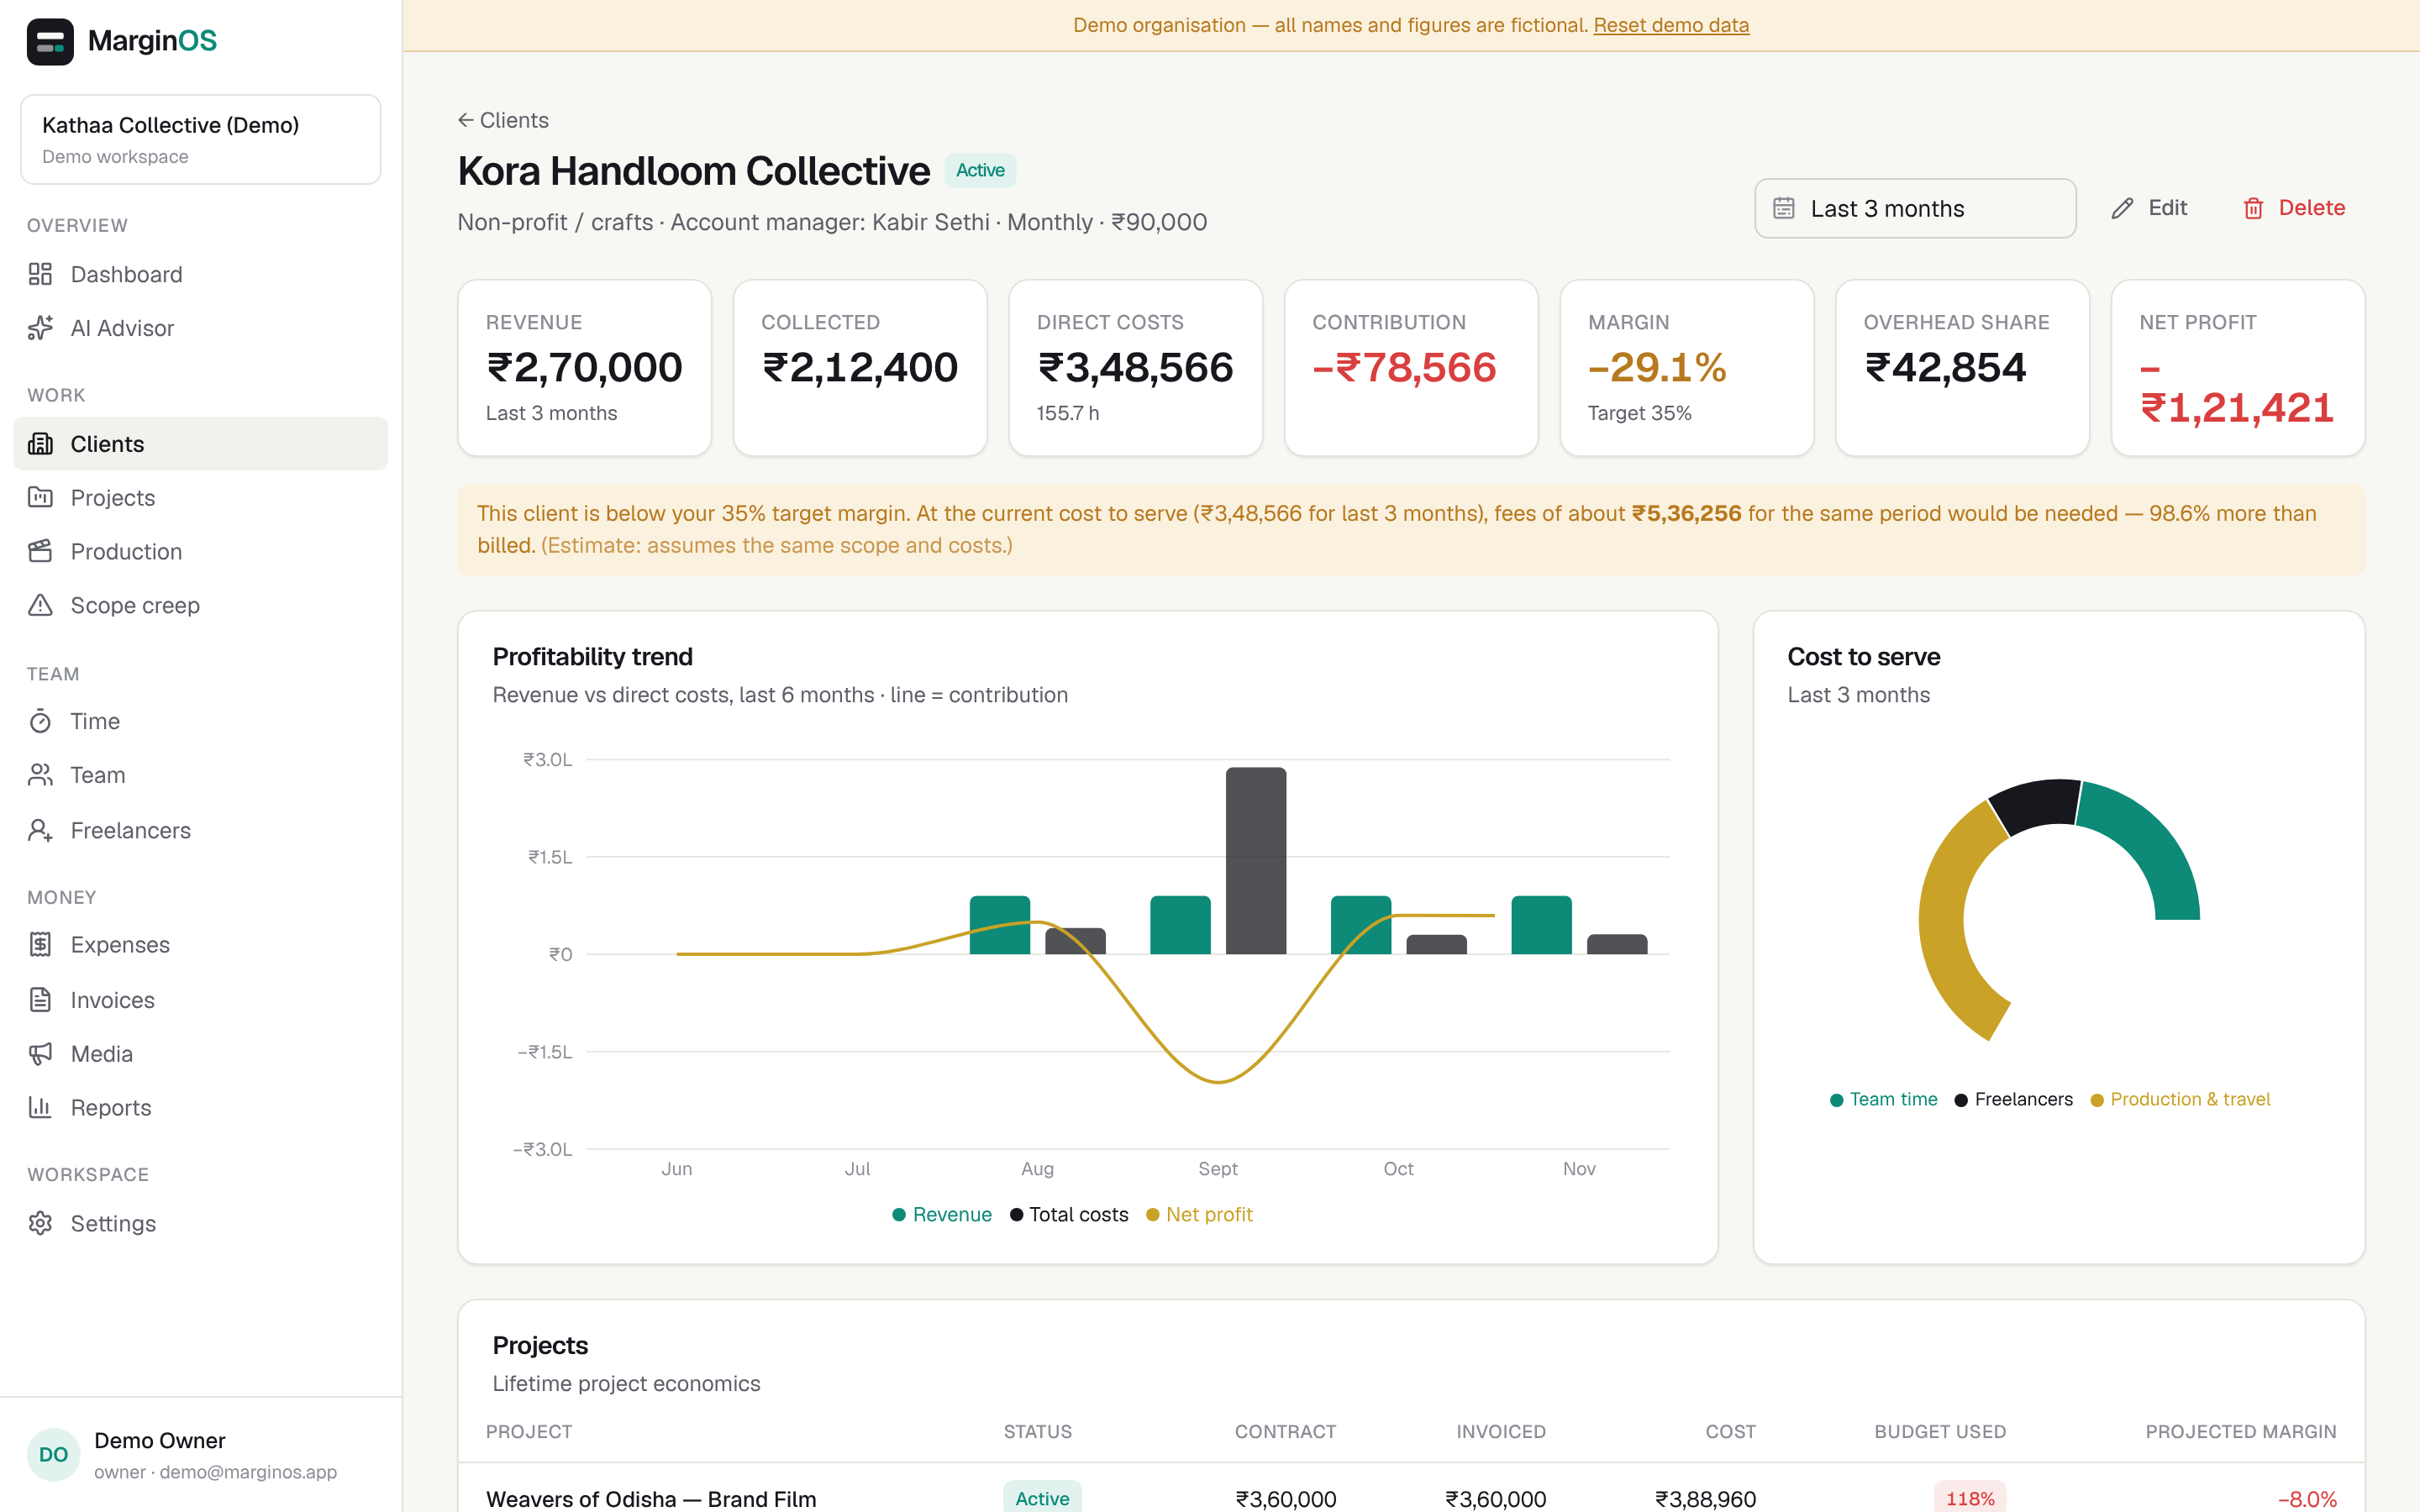 MarginOS
Demo organisation — all names and figures are fictional. Reset demo data
Kathaa Collective (Demo)
Demo workspace
OVERVIEW
Dashboard
AI Advisor
WORK
Clients
Projects
Production
Scope creep
TEAM
Time
Team
Freelancers
MONEY
Expenses
Invoices
Media
Reports
WORKSPACE
Settings
DO
Demo Owner
owner · demo@marginos.app
← Clients
Kora Handloom Collective Active
Non-profit / crafts · Account manager: Kabir Sethi · Monthly · ₹90,000
Last 3 months
Edit
Delete
REVENUE
₹2,70,000
Last 3 months
COLLECTED
₹2,12,400
DIRECT COSTS
₹3,48,566
155.7 h
CONTRIBUTION
−₹78,566
MARGIN
−29.1%
Target 35%
OVERHEAD SHARE
₹42,854
NET PROFIT
−
₹1,21,421
This client is below your 35% target margin. At the current cost to serve (₹3,48,566 for last 3 months), fees of about ₹5,36,256 for the same period would be needed — 98.6% more than
billed. (Estimate: assumes the same scope and costs.)
Profitability trend
Revenue vs direct costs, last 6 months · line = contribution
₹3.0L
₹1.5L
₹0
−₹1.5L
−₹3.0L
Jun Jul Aug Sept Oct Nov
Revenue Total costs Net profit
Cost to serve
Last 3 months
Team time Freelancers Production & travel
Projects
Lifetime project economics
PROJECT STATUS CONTRACT INVOICED COST BUDGET USED PROJECTED MARGIN
Weavers of Odisha — Brand Film Active ₹3,60,000 ₹3,60,000 ₹3,88,960 118% −8.0%